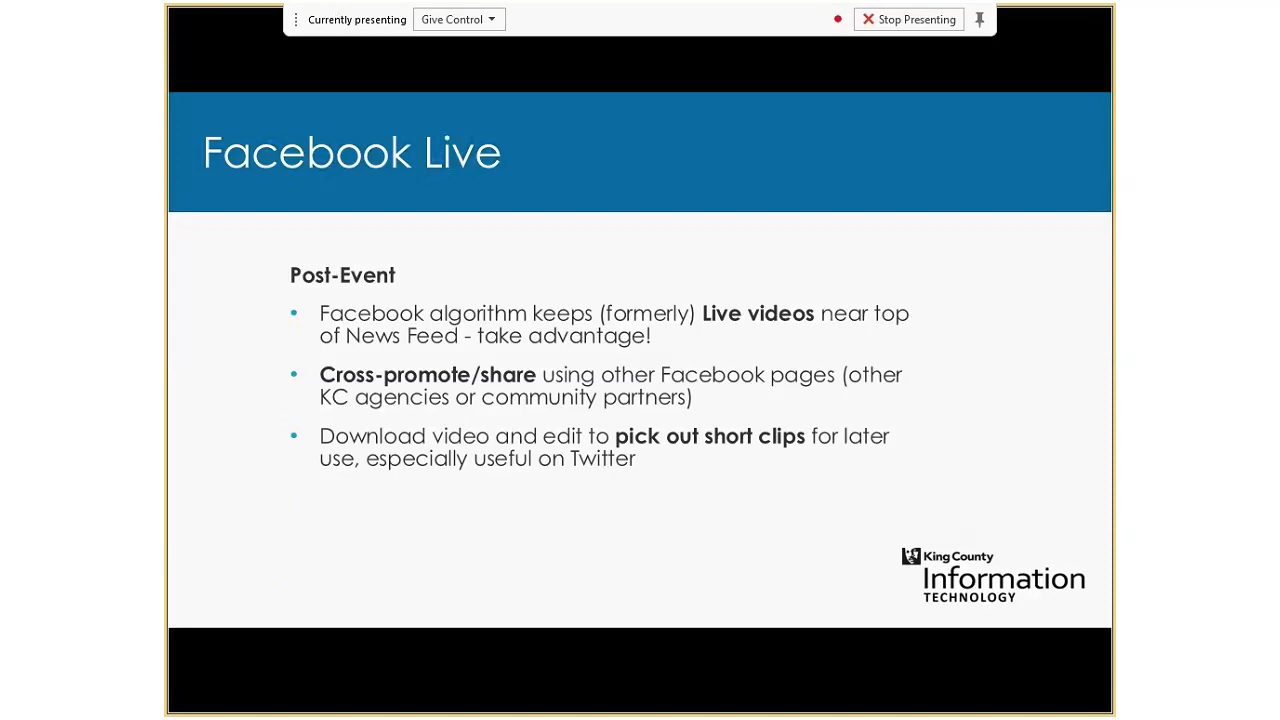 Currently presenting Give Control Stop Presenting
Facebook Live
Post-Event
• Facebook algorithm keeps (formerly) Live videos near top
of News Feed - take advantage!
• Cross-promote/share using other Facebook pages (other
KC agencies or community partners)
• Download video and edit to pick out short clips for later
use, especially useful on Twitter
King County
Information
TECHNOLOGY